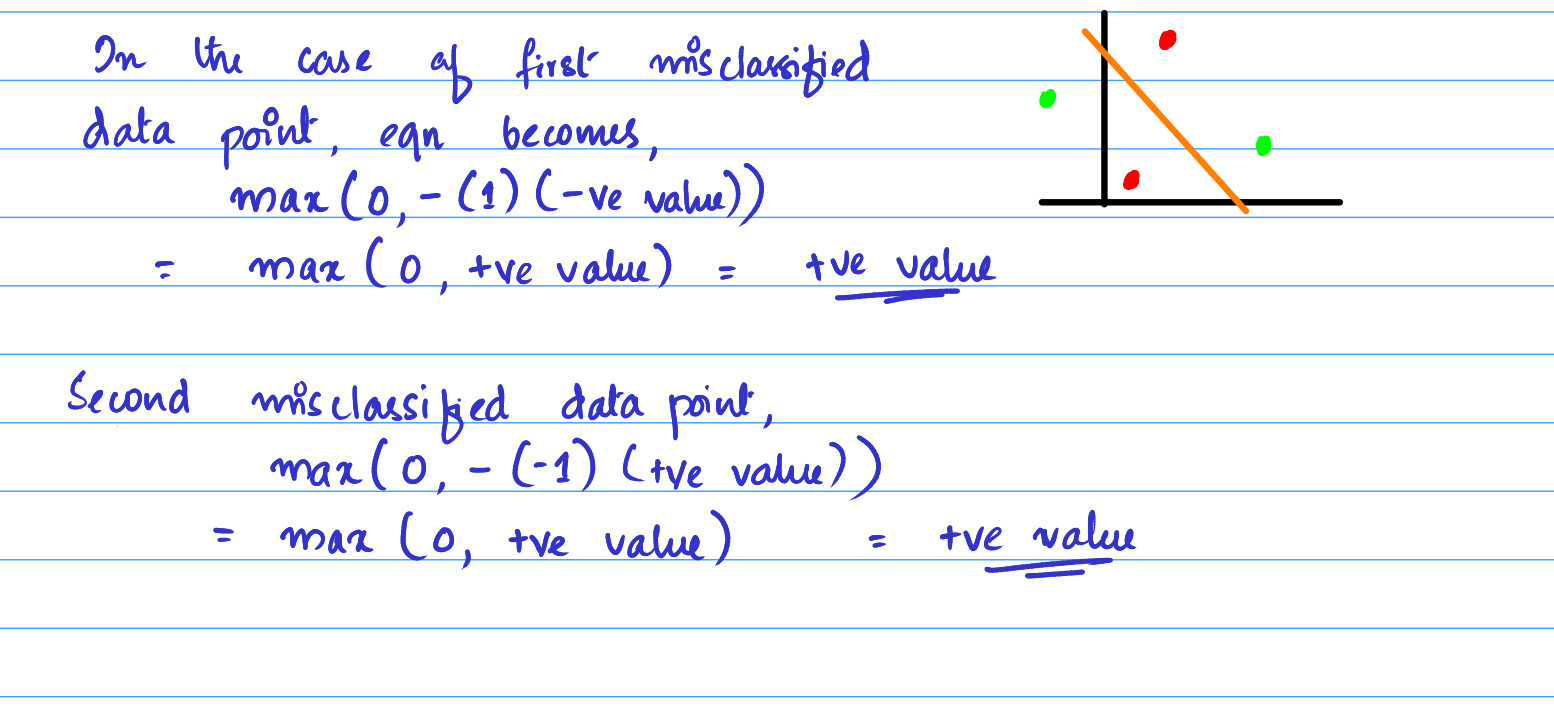 In the case of first misclassified
data point, eqn becomes,
max (0, - (1) (-ve value))
= max (0, +ve value) = +ve value
Second misclassified data point,
max (0, - (-1) (+ve value))
= max (0, +ve value) = +ve value